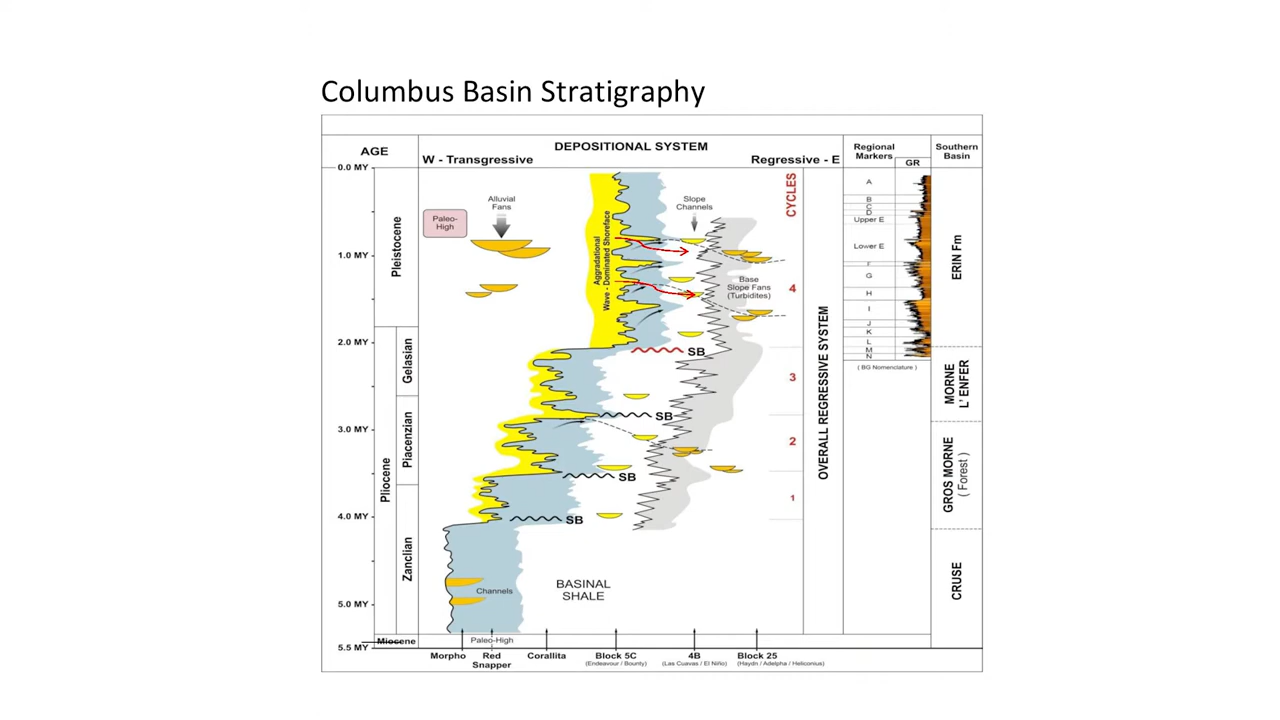 Columbus Basin Stratigraphy
AGE
DEPOSITIONAL SYSTEM
W - Transgressive
Regressive - E
Regional
Markers
GR
Southern
Basin
0.0 MY
1.0 MY
2.0 MY
3.0 MY
4.0 MY
5.0 MY
5.5 MY
Pleistocene
Pliocene
Gelasian
Piacenzian
Zanclian
Miocene
Paleo-
High
Alluvial
Fans
Aggradational
Wave - Dominated Shoreface
Slope
Channels
Base
Slope Fans
(Turbidites)
SB
SB
SB
SB
Channels
BASINAL
SHALE
Paleo-High
CYCLES
4
3
2
1
OVERALL REGRESSIVE SYSTEM
A
B
C
D
Upper E
Lower E
F
G
H
I
J
K
L
M
N
( BG Nomenclature )
ERIN Fm
MORNE
L' ENFER
GROS MORNE
( Forest )
CRUSE
Morpho
Red
Snapper
Corallita
Block 5C
(Endeavour / Bounty)
4B
(Las Cuavas / El Niño)
Block 25
(Haydn / Adelpha / Heliconius)